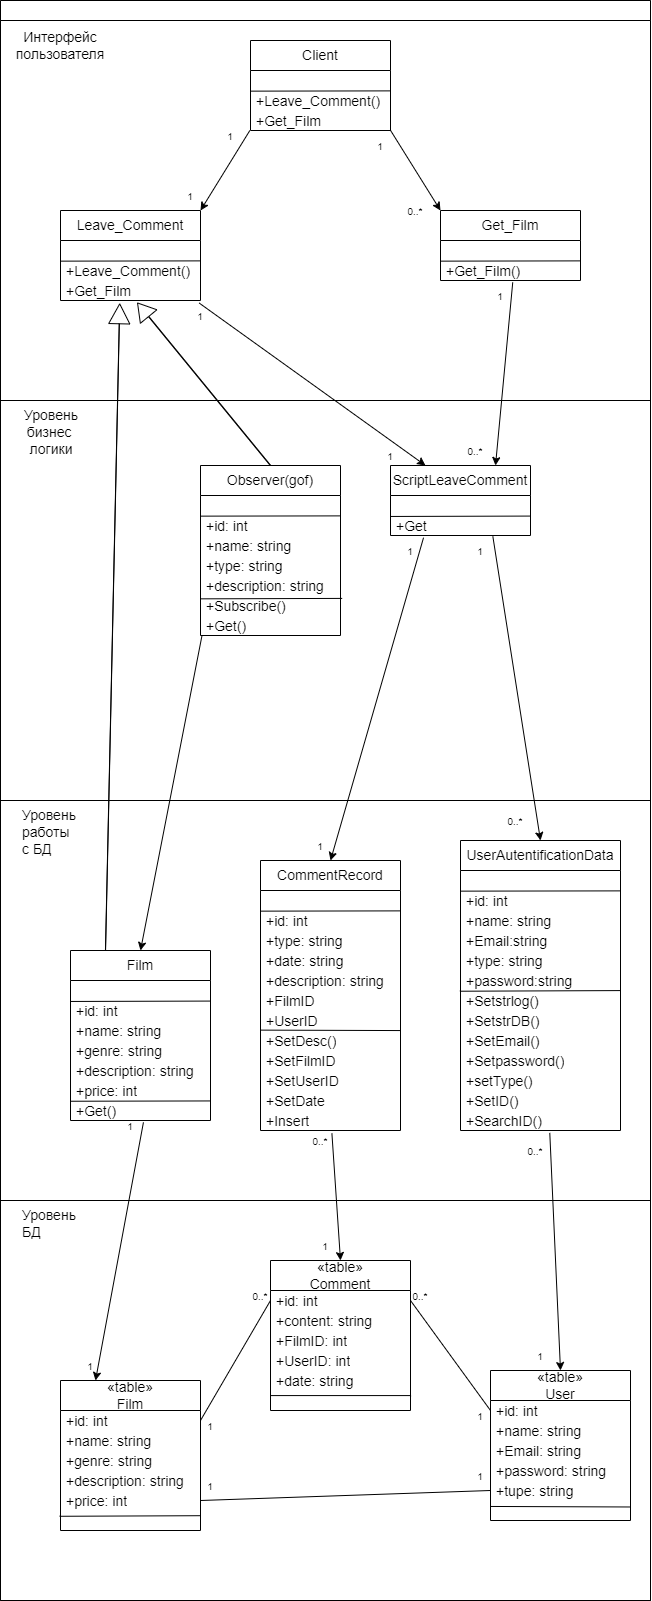 Интерфейс
пользователя
Client
+Leave_Comment()
+Get_Film
1
1
1
0..*
Leave_Comment
+Leave_Comment()
+Get_Film
Get_Film
+Get_Film()
1
1
Уровень
бизнес
логики
1
0..*
Observer(gof)
+id: int
+name: string
+type: string
+description: string
+Subscribe()
+Get()
ScriptLeaveComment
+Get
1
1
Уровень
работы
с БД
1
0..*
CommentRecord
+id: int
+type: string
+date: string
+description: string
+FilmID
+UserID
+SetDesc()
+SetFilmID
+SetUserID
+SetDate
+Insert
UserAutentificationData
+id: int
+name: string
+Email:string
+type: string
+password:string
+Setstrlog()
+SetstrDB()
+SetEmail()
+Setpassword()
+setType()
+SetID()
+SearchID()
Film
+id: int
+name: string
+genre: string
+description: string
+price: int
+Get()
1
0..*
0..*
Уровень
БД
1
«table»
Comment
+id: int
+content: string
+FilmID: int
+UserID: int
+date: string
0..*
0..*
1
1
«table»
Film
+id: int
+name: string
+genre: string
+description: string
+price: int
«table»
User
+id: int
+name: string
+Email: string
+password: string
+tupe: string
1
1
1
1